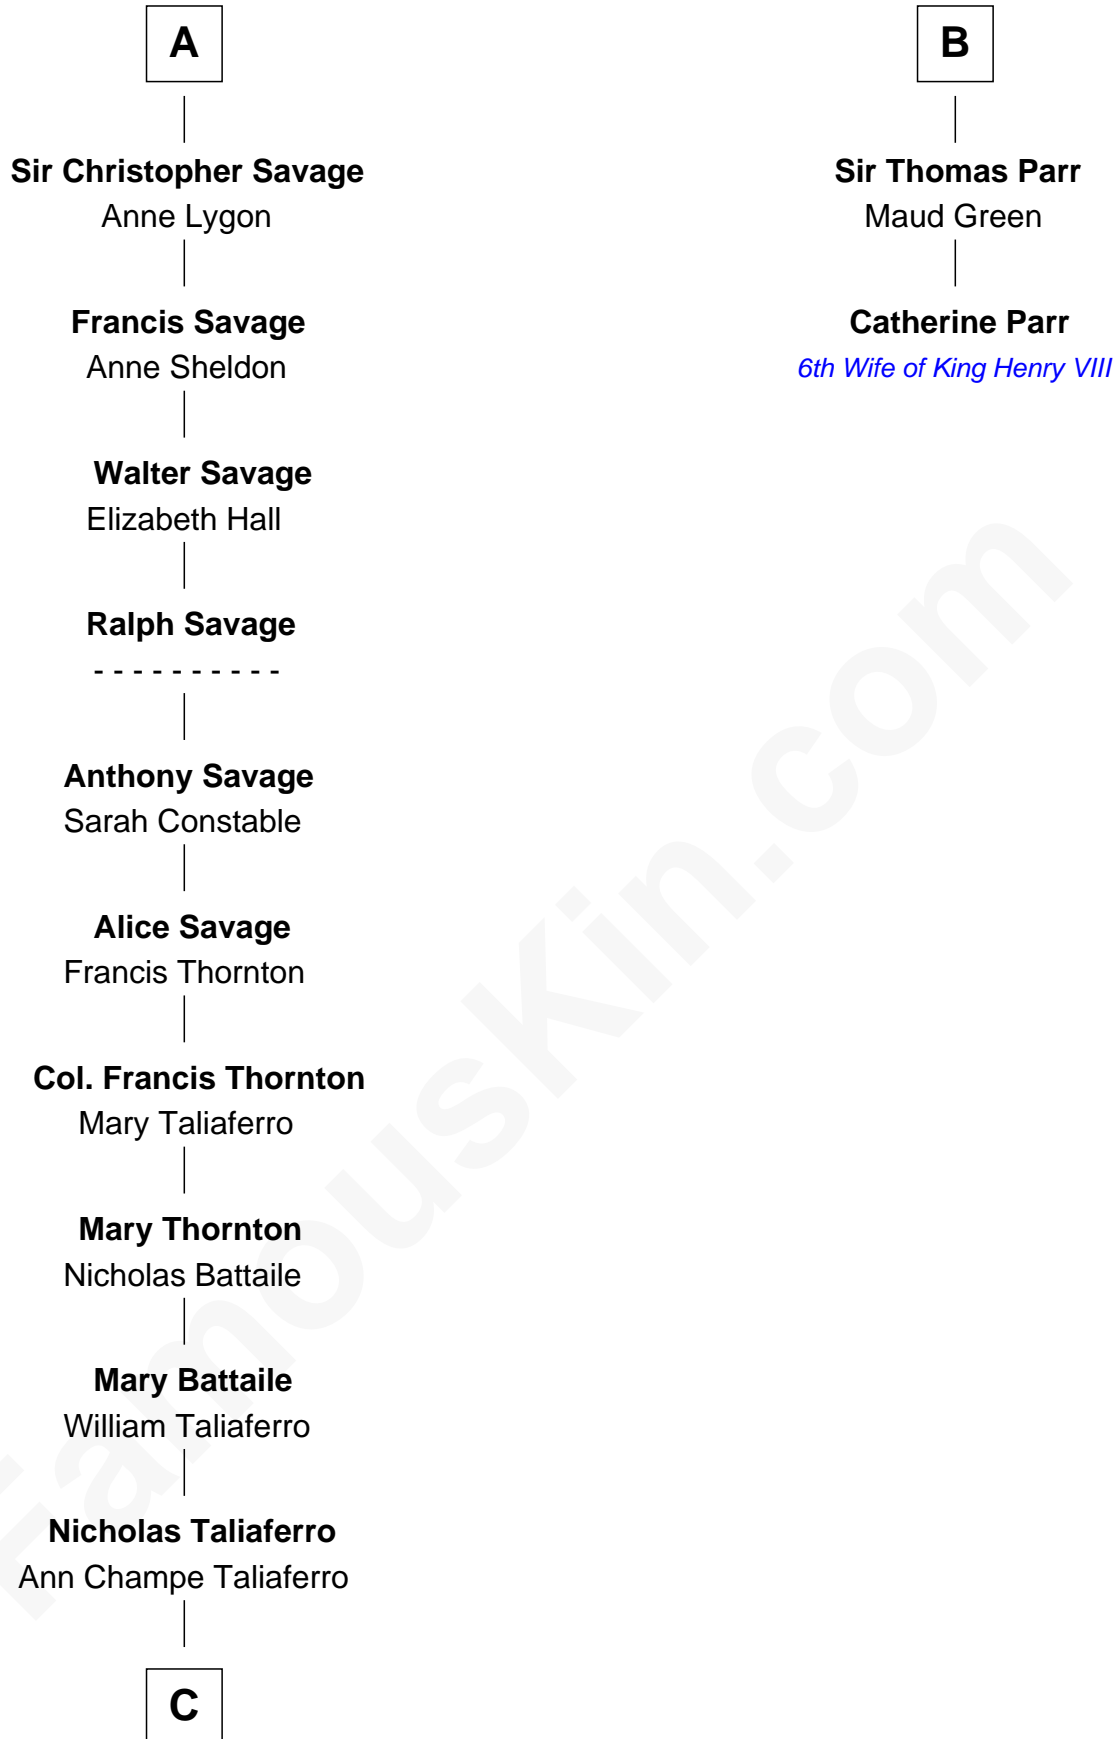 A
Sir Christopher Savage
Anne Lygon
Francis Savage
Anne Sheldon
Walter Savage
Elizabeth Hall
Ralph Savage
- - - - - - - - - -
Anthony Savage
Sarah Constable
Alice Savage
Francis Thornton
Col. Francis Thornton
Mary Taliaferro
Mary Thornton
Nicholas Battaile
Mary Battaile
William Taliaferro
Nicholas Taliaferro
Ann Champe Taliaferro
C
B
Sir Thomas Parr
Maud Green
Catherine Parr
6th Wife of King Henry VIII
FamousKin.com